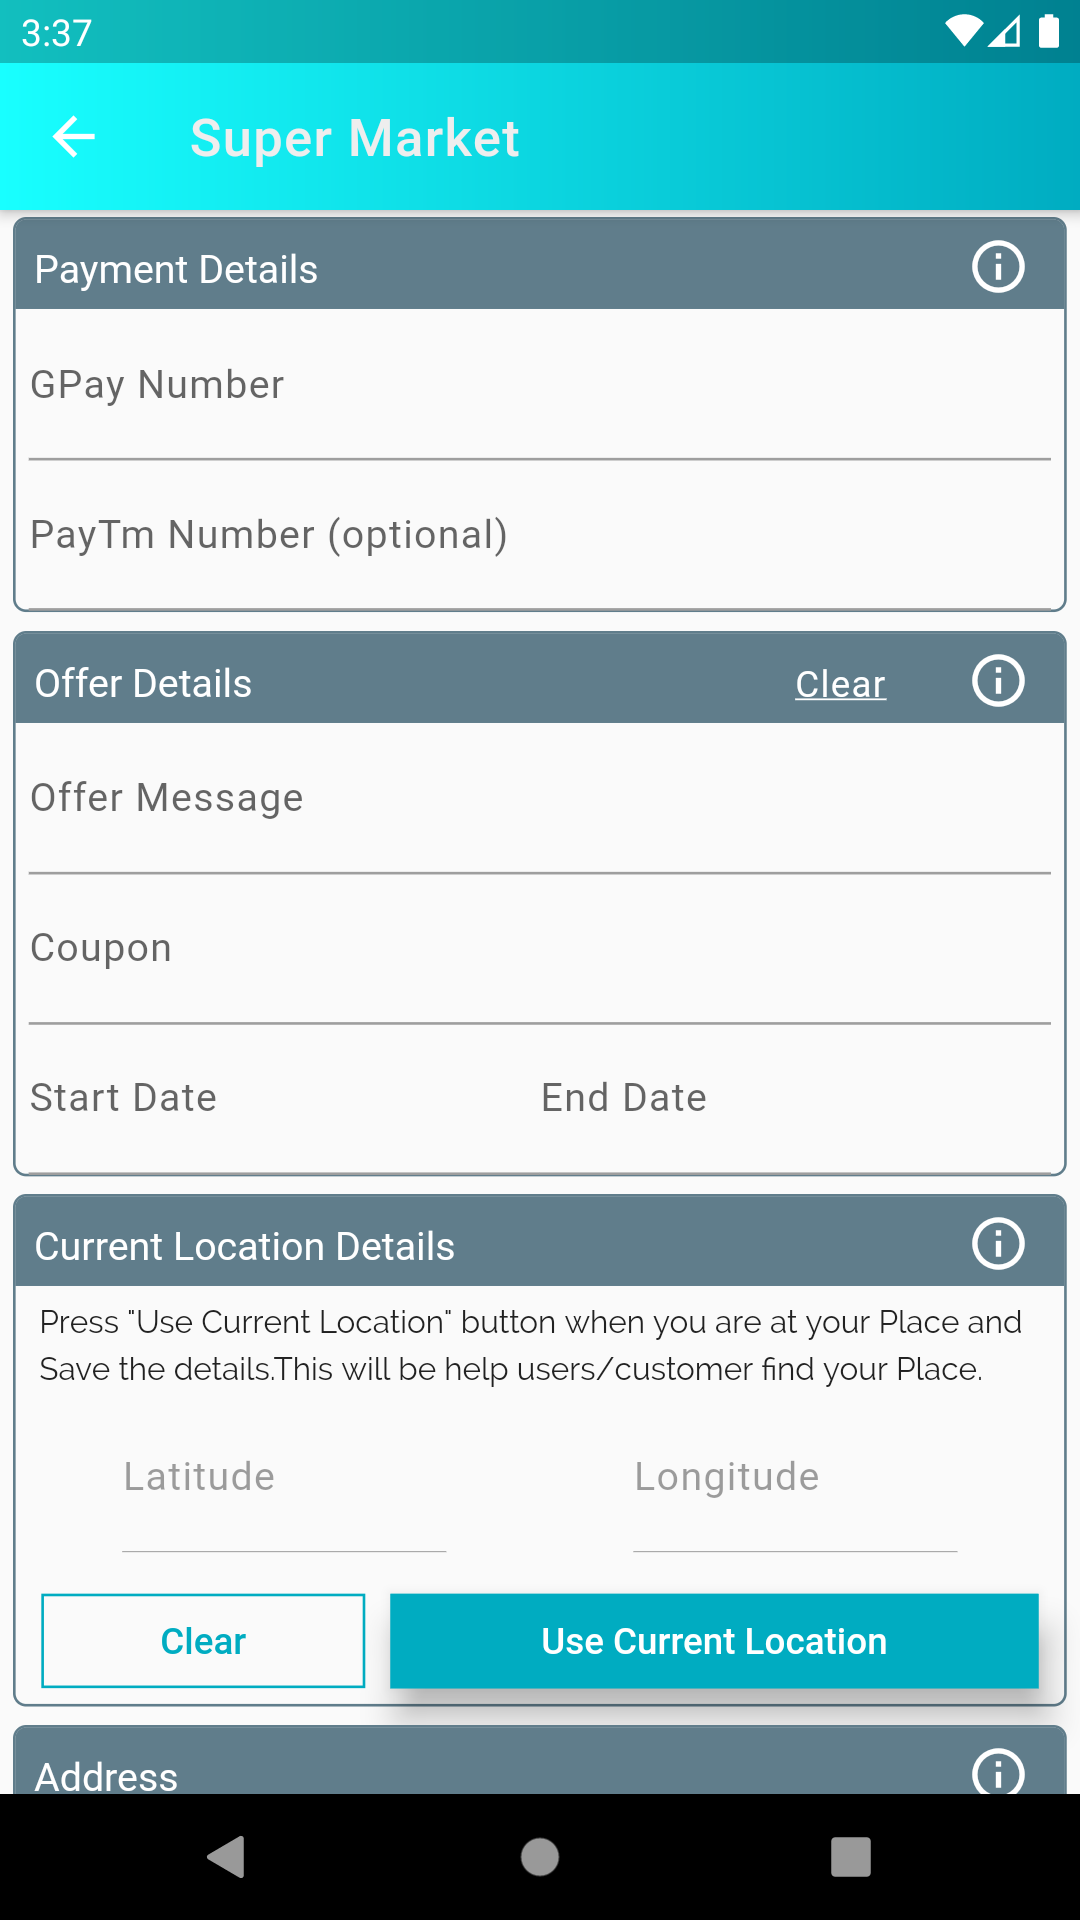 3:37
Super Market
Payment Details
GPay Number
PayTm Number (optional)
Offer Details Clear
Offer Message
Coupon
Start Date End Date
Current Location Details
Press "Use Current Location" button when you are at your Place and
Save the details.This will be help users/customer find your Place.
Latitude Longitude
Clear Use Current Location
Address